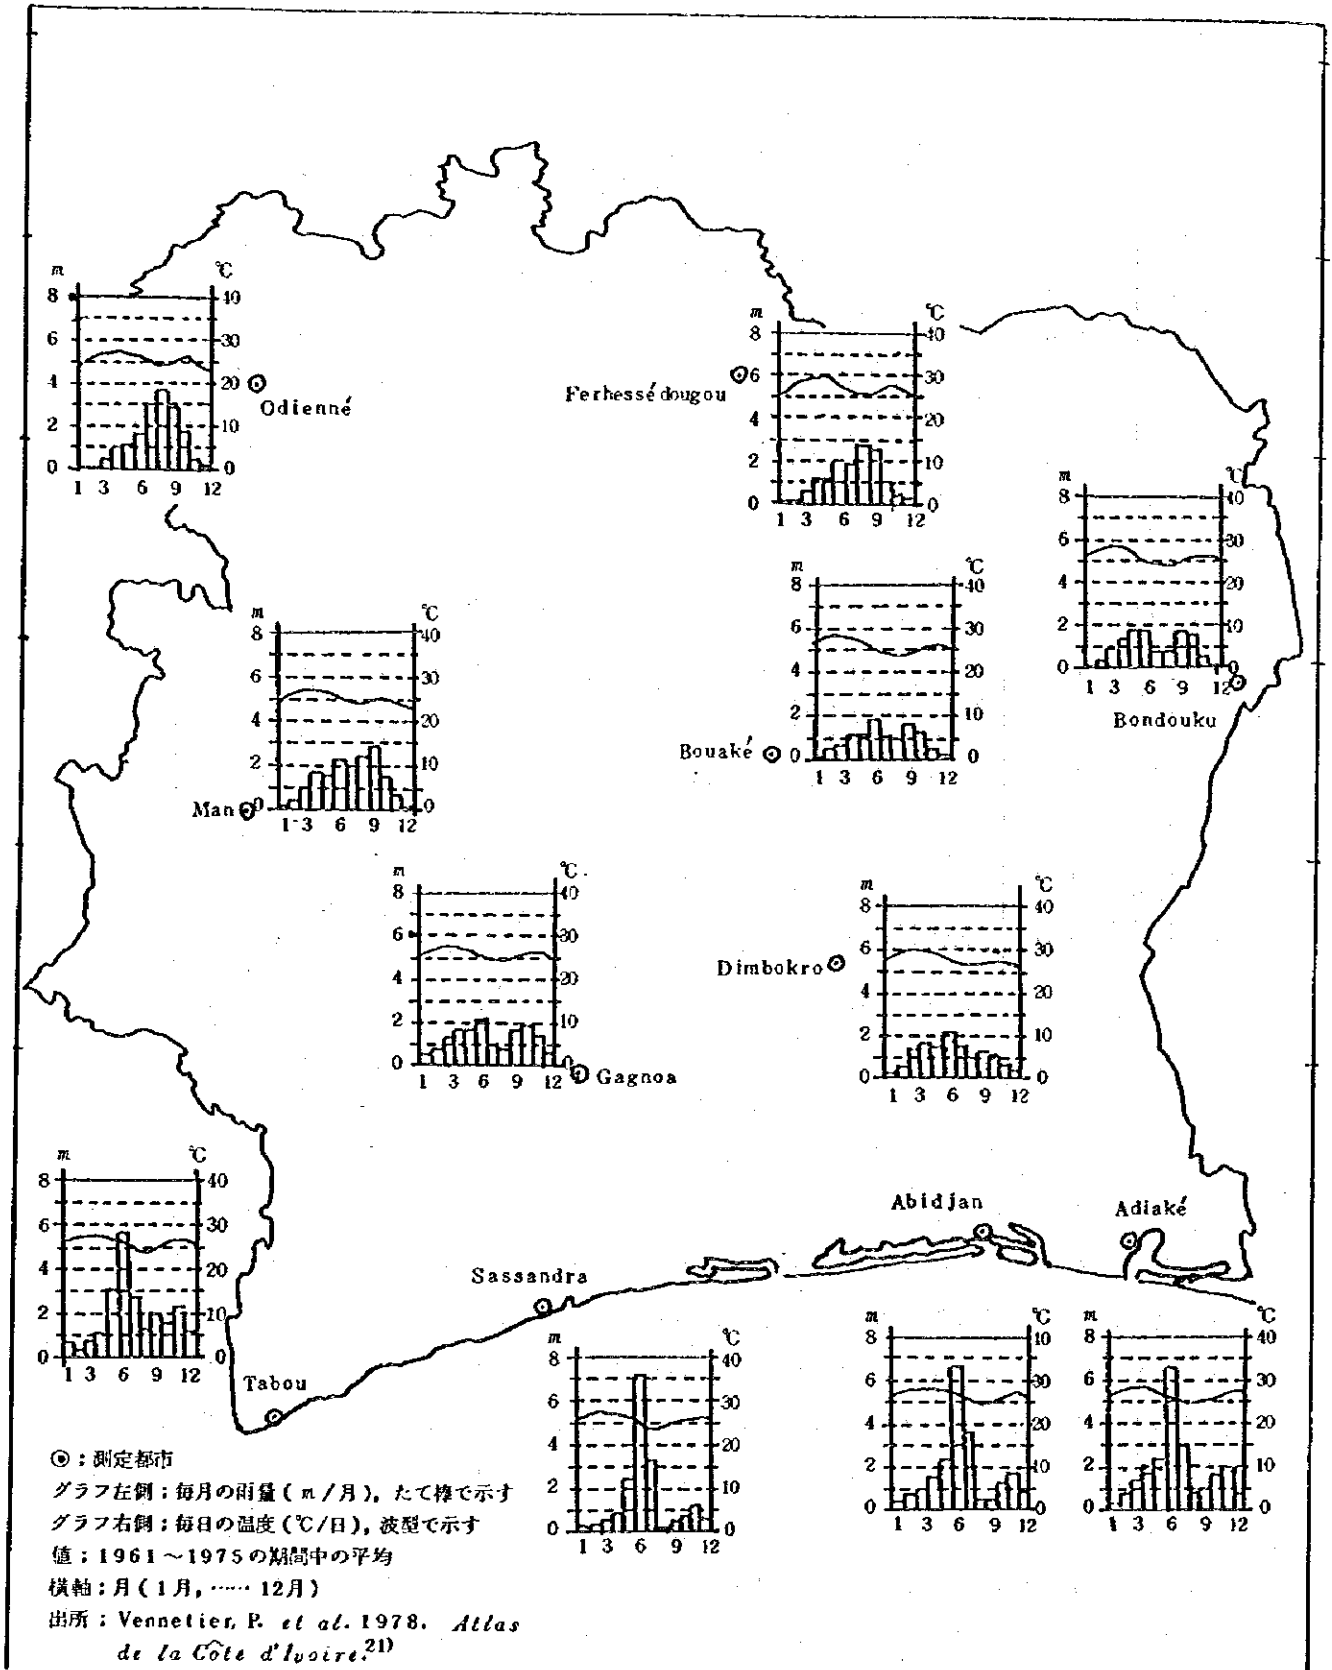 m ℃
8 40
6 30
4 20
2 10
0 0
1 3 6 9 12
Odienné
m ℃
8 40
6 30
20
2 10
0 0
1 3 6 9 12
Ferhessédougou
m ℃
8 40
6 30
4 20
2 10
0 0
1 3 6 9 12
Bondouku
m ℃
8 40
6 30
4 20
2 10
0 0
1 3 6 9 12
Bouaké
m ℃
8 40
6 30
4 20
2 10
0 0
1 3 6 9 12
Man
m ℃
8 40
6 30
4 20
2 10
0 0
1 3 6 9 12
Gagnoa
m ℃
8 40
6 30
4 20
2 10
0 0
1 3 6 9 12
Dimbokro
m ℃
8 40
6 30
4 20
2 10
0 0
1 3 6 9 12
Tabou
Sassandra
m ℃
8 40
6 30
4 20
2 10
0 0
1 3 6 9 12
Abidjan
m ℃
8 10
6 30
4 20
2 10
0 0
1 3 6 9 12
Adiaké
m ℃
8 40
6 30
4 20
2 10
0 0
1 3 6 9 12
◉：測定都市
グラフ左側；毎月の雨量（m/月），たて棒で示す
グラフ右側；毎日の温度（℃/日），波型で示す
値；1961～1975の期間中の平均
横軸；月（1月，……12月）
出所；Vennetier, P. et al. 1978. Atlas
de la Côte d'Ivoire.21)